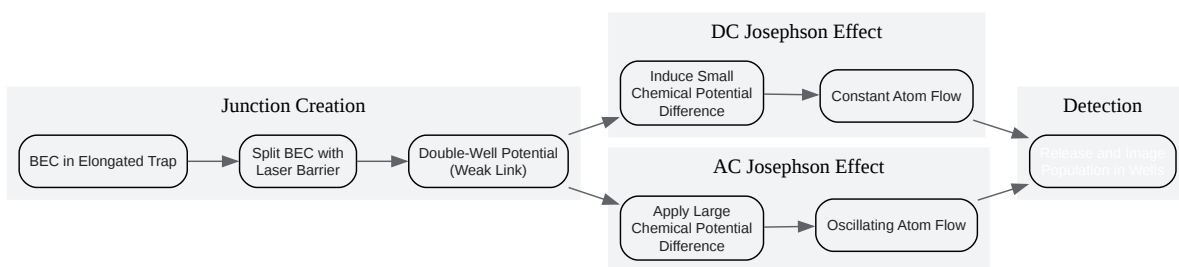 Junction Creation
BEC in Elongated Trap
Split BEC with
Laser Barrier
Double-Well Potential
(Weak Link)
DC Josephson Effect
Induce Small
Chemical Potential
Difference
Constant Atom Flow
AC Josephson Effect
Apply Large
Chemical Potential
Difference
Oscillating Atom Flow
Detection
Release and Image
Population in Wells